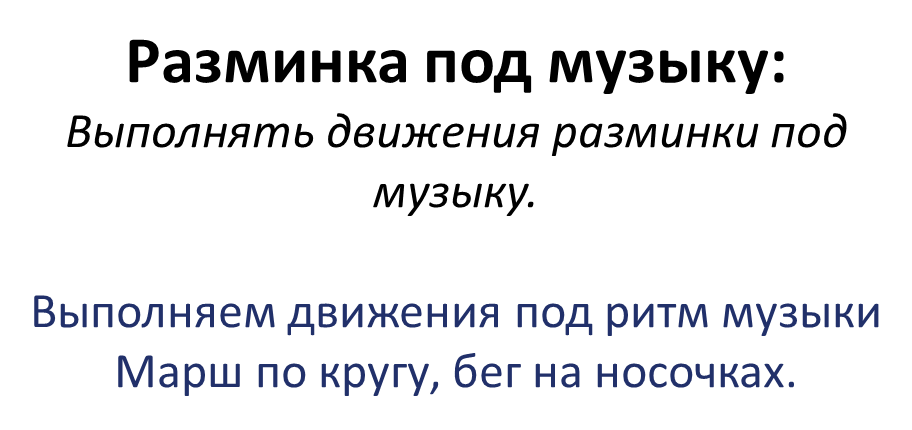 Разминка под музыку:
Выполнять движения разминки под
музыку.
Выполняем движения под ритм музыки
Марш по кругу, бег на носочках.